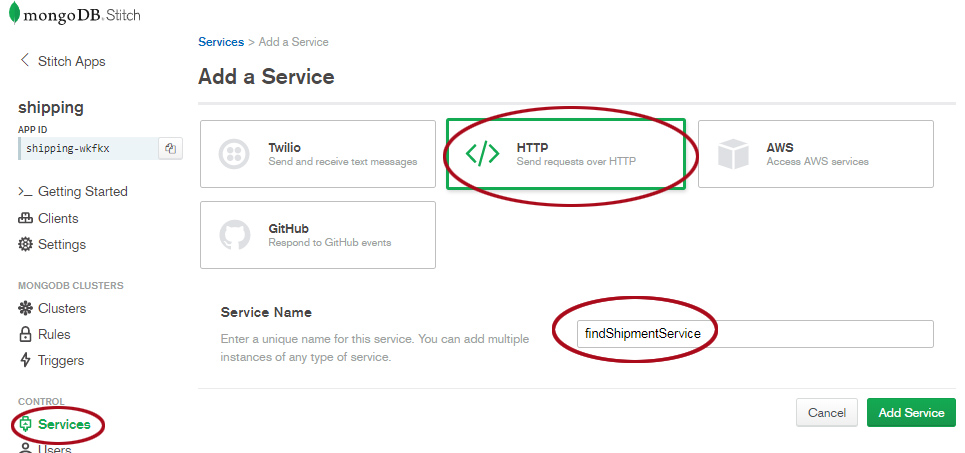 mongoDB. Stitch
Services > Add a Service
Stitch Apps
Add a Service
shipping
APP ID
shipping-wkfkx
Twilio
Send and receive text messages
HTTP
Send requests over HTTP
AWS
Access AWS services
Getting Started
Clients
Settings
GitHub
Respond to GitHub events
MONGODB CLUSTERS
Clusters
Rules
Triggers
Service Name
Enter a unique name for this service. You can add multiple
instances of any type of service.
findShipmentService
CONTROL
Services
Users
Cancel
Add Service